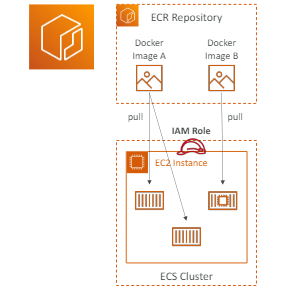 ECR Repository
Docker
Image A
Docker
Image B
pull
pull
IAM Role
EC2 Instance
ECS Cluster